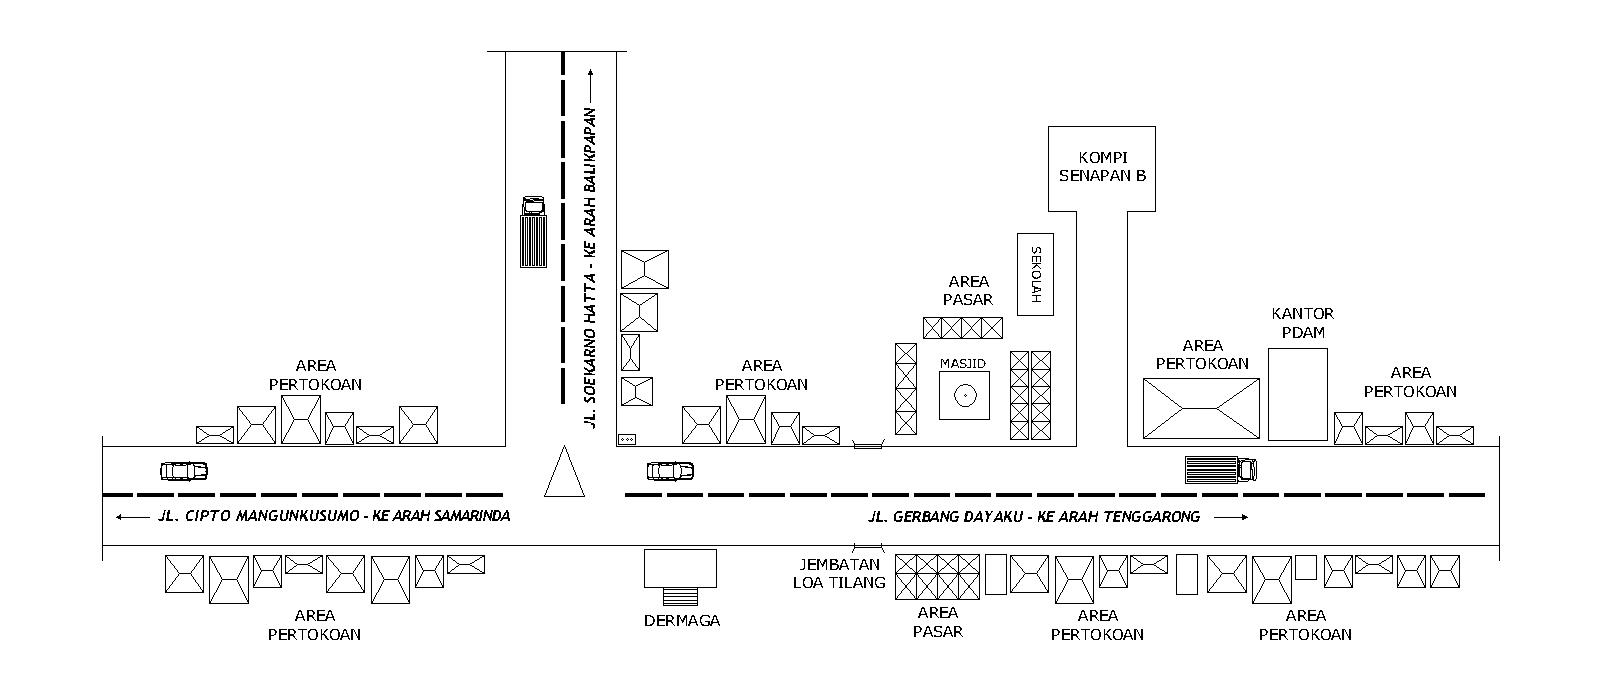 JL. SOEKARNO HATTA - KE ARAH BALIKPAPAN
KOMPI
SENAPAN B
SEKOLAH
AREA
PASAR
KANTOR
PDAM
AREA
PERTOKOAN
AREA
PERTOKOAN
AREA
PERTOKOAN
MASJID
AREA
PERTOKOAN
JL. CIPTO MANGUNKUSUMO - KE ARAH SAMARINDA
JL. GERBANG DAYAKU - KE ARAH TENGGARONG
JEMBATAN
LOA TILANG
AREA
PERTOKOAN
DERMAGA
AREA
PASAR
AREA
PERTOKOAN
AREA
PERTOKOAN